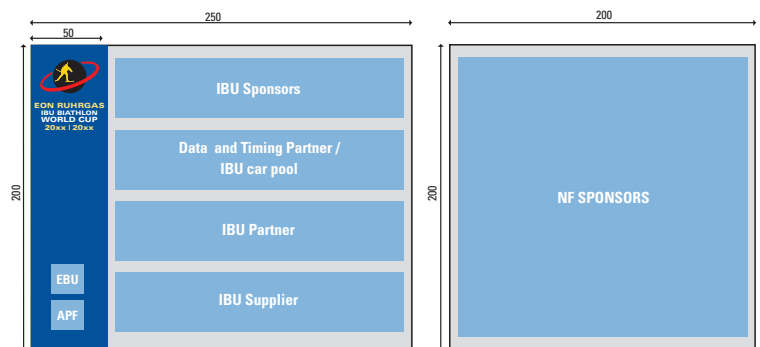 250
50
200
EON RUHRGAS
IBU BIATHLON
WORLD CUP
20xx | 20xx
EBU
APF
IBU Sponsors
Data and Timing Partner /
IBU car pool
IBU Partner
IBU Supplier
200
200
NF SPONSORS